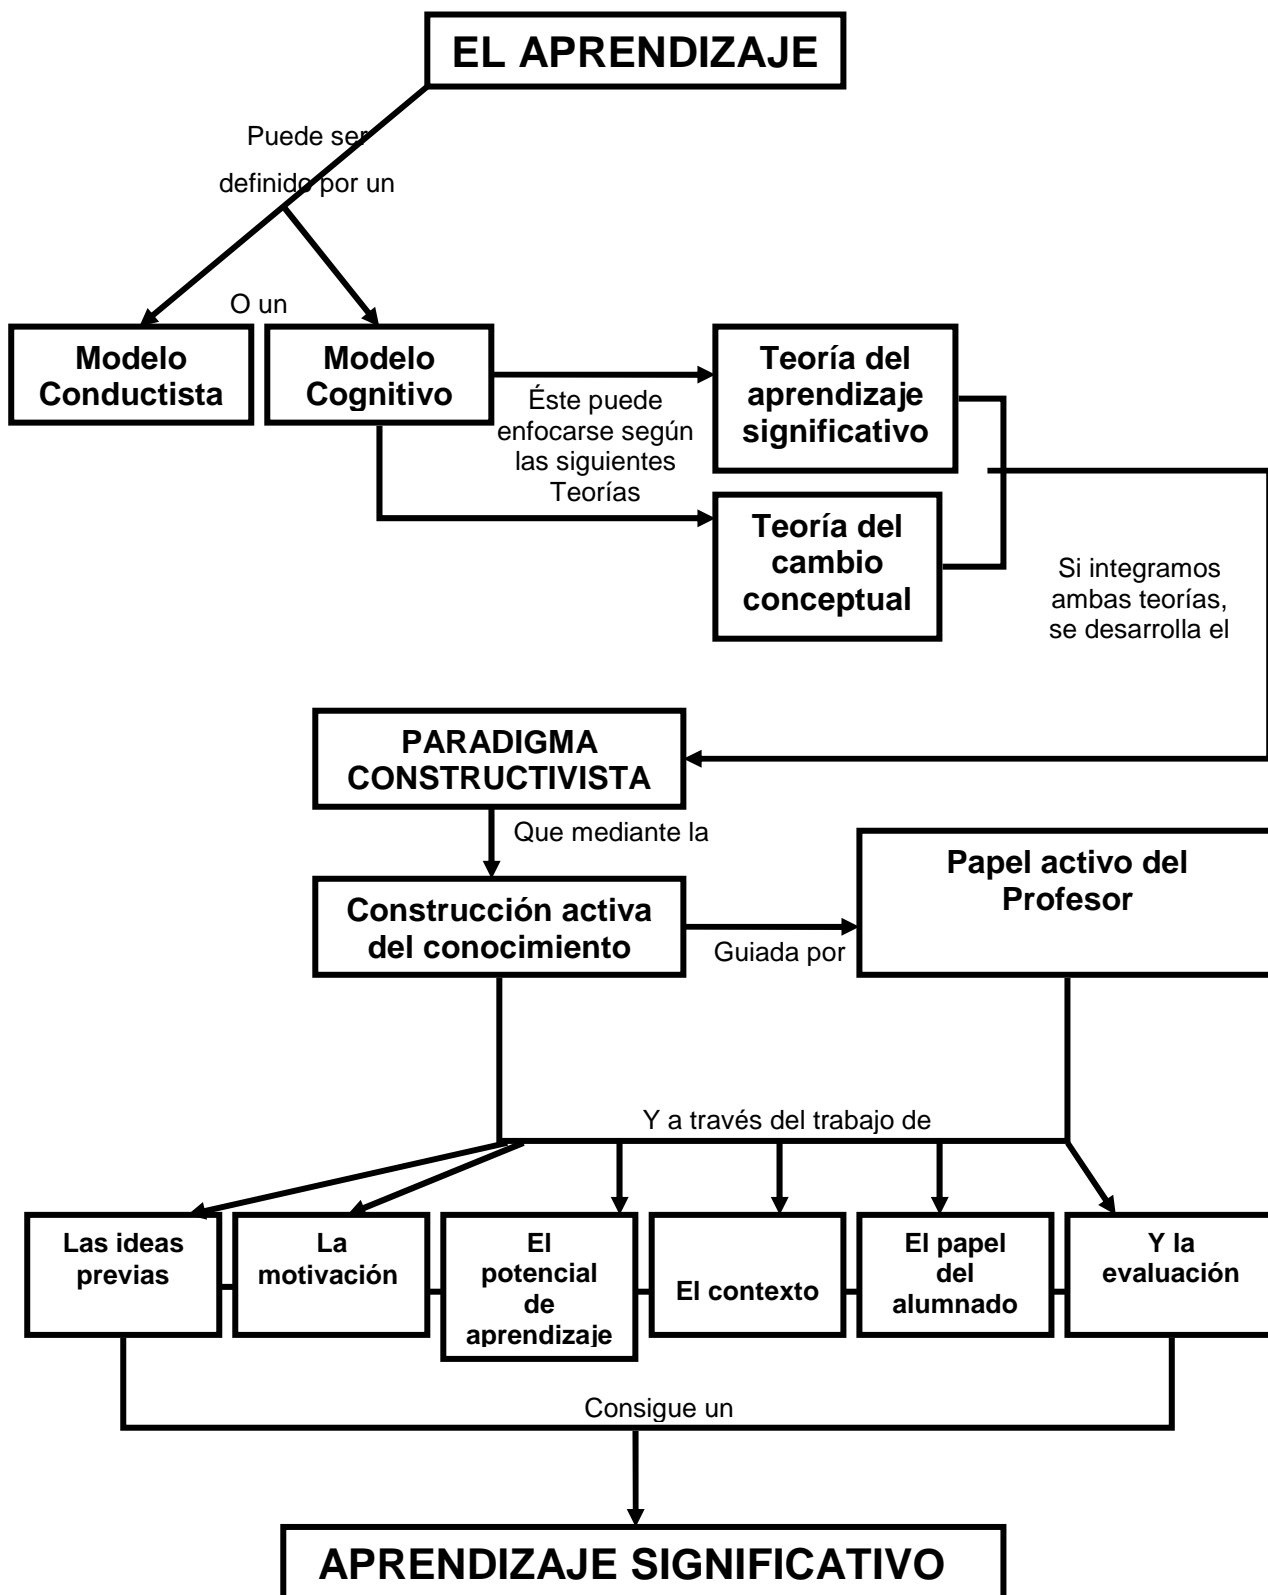 EL APRENDIZAJE
Puede ser
definido por un
O un
Modelo
Conductista
Modelo
Cognitivo
Éste puede
enfocarse según
las siguientes
Teorías
Teoría del
aprendizaje
significativo
Teoría del
cambio
conceptual
Si integramos
ambas teorías,
se desarrolla el
PARADIGMA
CONSTRUCTIVISTA
Que mediante la
Construcción activa
del conocimiento
Guiada por
Papel activo del
Profesor
Y a través del trabajo de
Las ideas
previas
La
motivación
El
potencial
de
aprendizaje
El contexto
El papel
del
alumnado
Y la
evaluación
Consigue un
APRENDIZAJE SIGNIFICATIVO